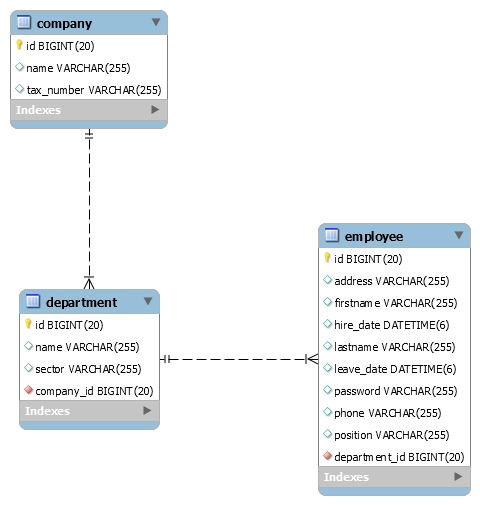 company
id BIGINT(20)
name VARCHAR(255)
tax_number VARCHAR(255)
Indexes
department
id BIGINT(20)
name VARCHAR(255)
sector VARCHAR(255)
company_id BIGINT(20)
Indexes
employee
id BIGINT(20)
address VARCHAR(255)
firstname VARCHAR(255)
hire_date DATETIME(6)
lastname VARCHAR(255)
leave_date DATETIME(6)
password VARCHAR(255)
phone VARCHAR(255)
position VARCHAR(255)
department_id BIGINT(20)
Indexes